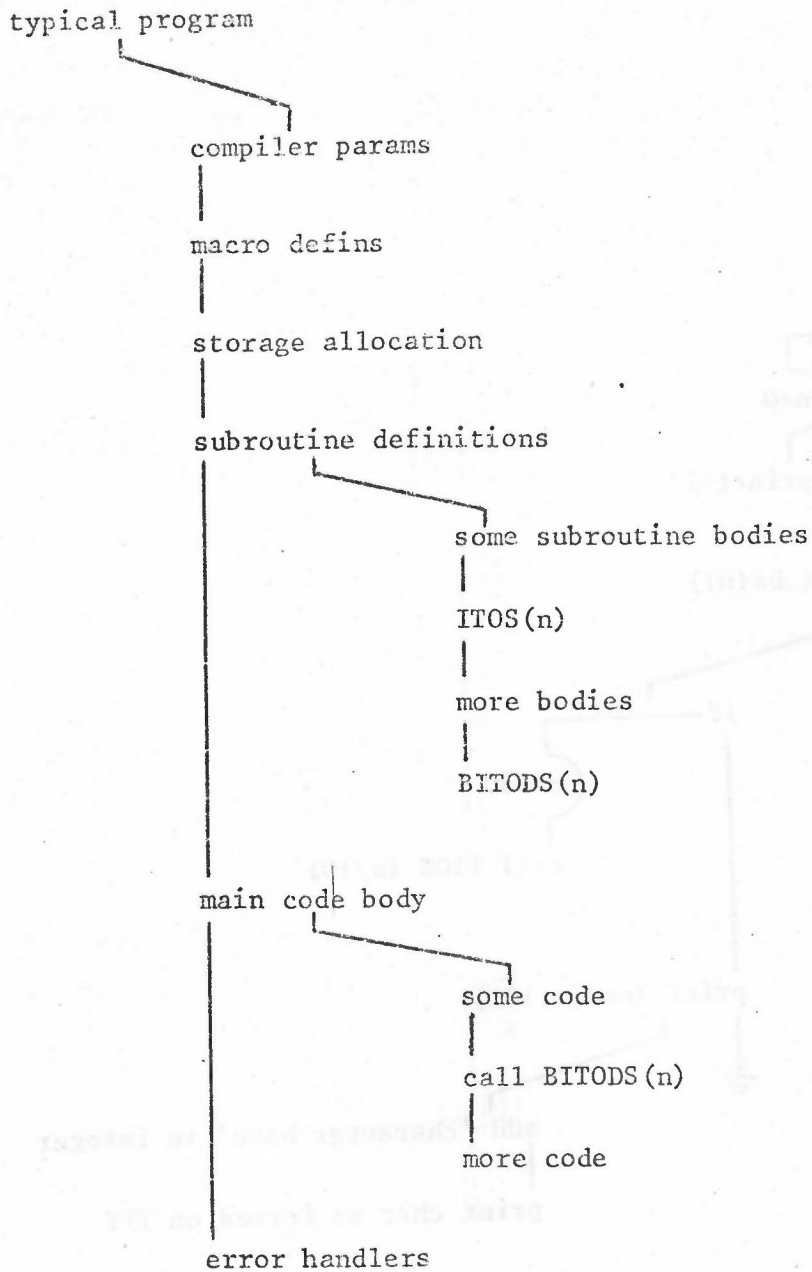 typical program
compiler params
macro defins
storage allocation
subroutine definitions
some subroutine bodies
ITOS(n)
more bodies
BITODS(n)
main code body
some code
call BITODS(n)
more code
error handlers